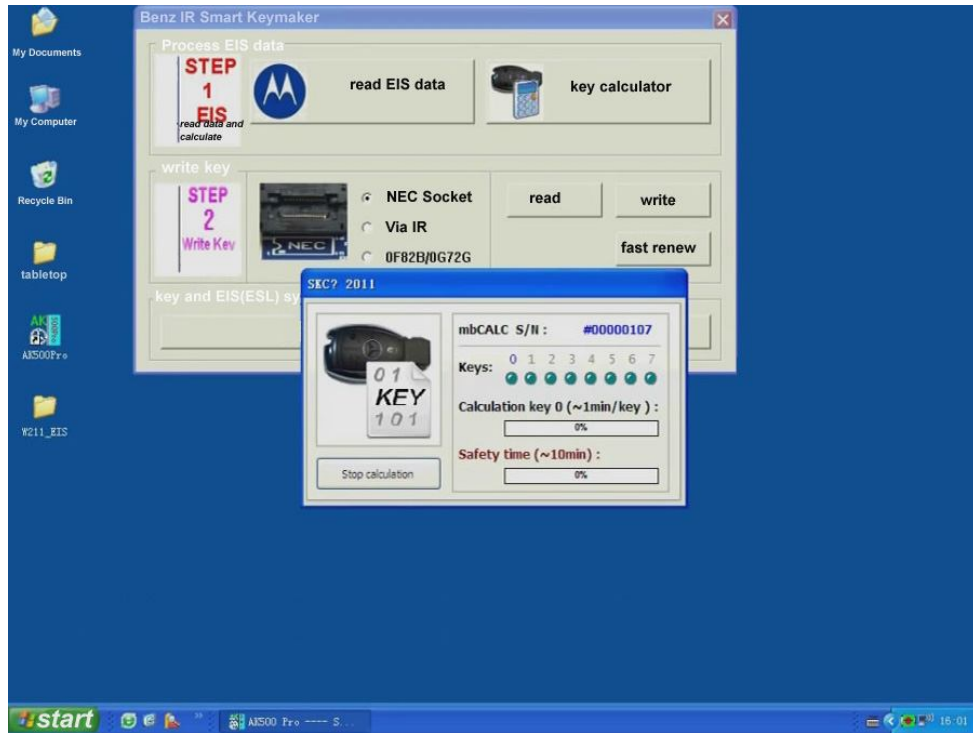 My Documents
My Computer
Recycle Bin
tabletop
AK500Pro
W211_EIS
Benz IR Smart Keymaker
Process EIS data
STEP
1
EIS
read data and
calculate
read EIS data
key calculator
write key
STEP
2
Write Key
NEC
NEC Socket
Via IR
0F82B/0G72G
read
write
fast renew
key and EIS(ESL) sy
SKC? 2011
01
KEY
101
Stop calculation
mbCALC S/N : #00000107
Keys: 0 1 2 3 4 5 6 7
Calculation key 0 (~1min/key ) :
0%
Safety time (~10min) :
0%
start
AK500 Pro ---- S...
16:01